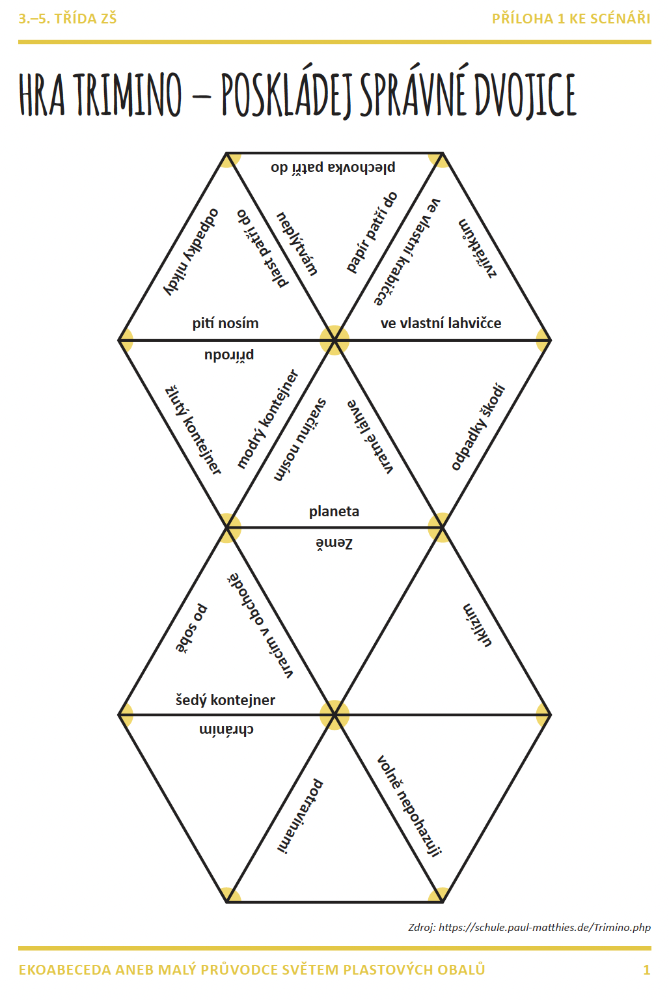 3.–5. TŘÍDA ZŠ
PŘÍLOHA 1 KE SCÉNÁŘI
HRA TRIMINO – POSKLÁDEJ SPRÁVNÉ DVOJICE
plechovka patří do
odpadky nikdy
plast patří do
neplýtvám
papír patří do
ve vlastní krabičce
zvířátkům
pití nosím
ve vlastní lahvičce
přírodu
žlutý kontejner
modrý kontejner
svačinu nosím
vratné láhve
odpadky škodí
planeta
Země
po sobě
vracím v obchodě
uklízím
šedý kontejner
chráním
potravinami
volně nepohazuji
Zdroj: https://schule.paul-matthies.de/Trimino.php
EKOABECEDA ANEB MALÝ PRŮVODCE SVĚTEM PLASTOVÝCH OBALŮ
1